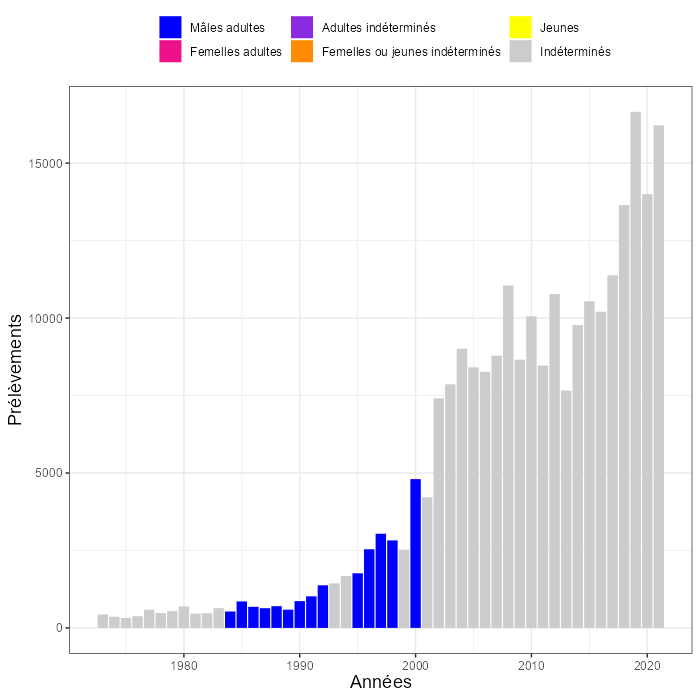 Mâles adultes Adultes indéterminés Jeunes
Femelles adultes Femelles ou jeunes indéterminés Indéterminés
15000
10000
5000
0
Prélèvements
1980 1990 2000 2010 2020
Années